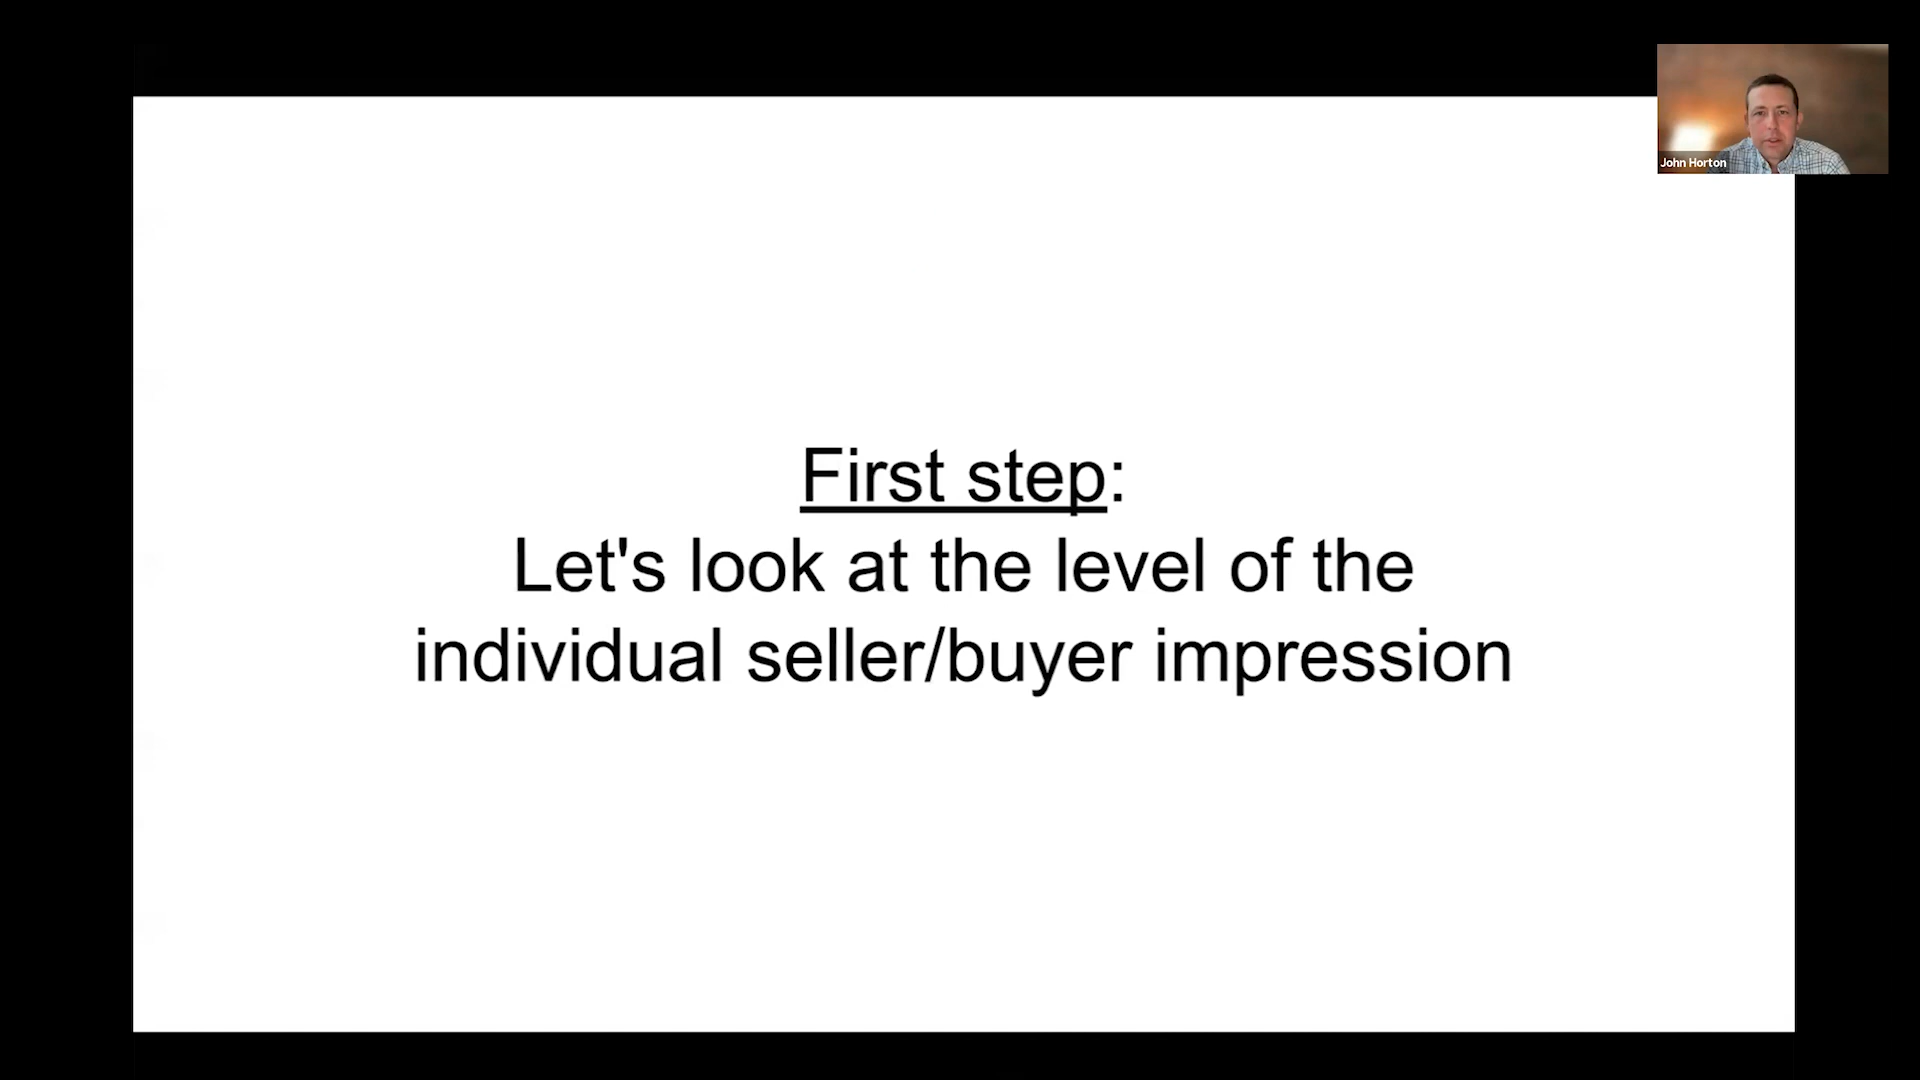 John Horton
First step:
Let's look at the level of the
individual seller/buyer impression